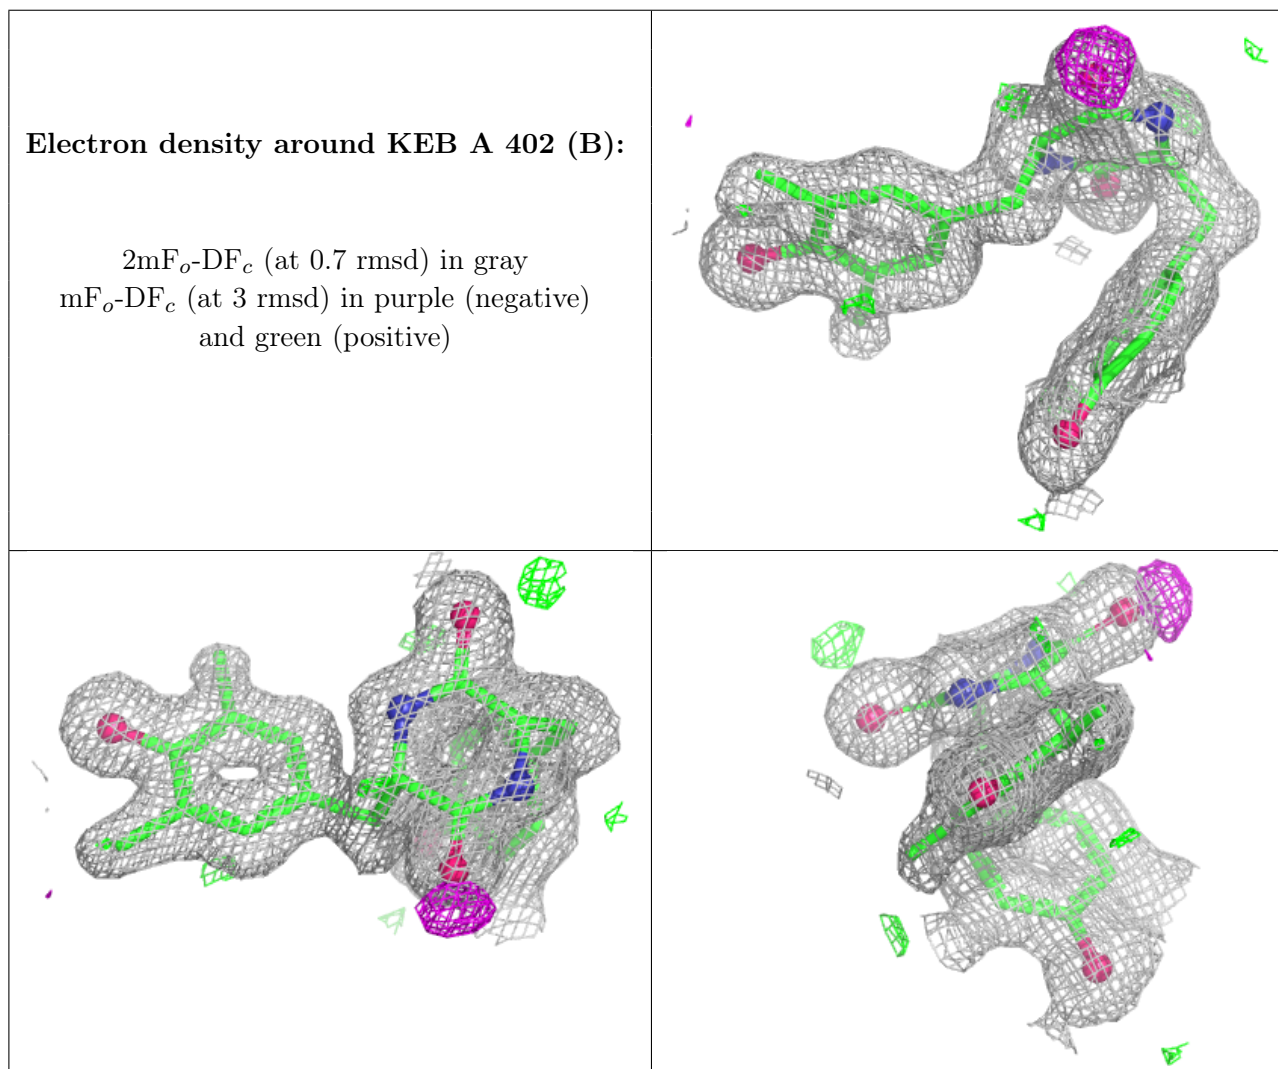 Electron density around KEB A 402 (B):
2mFo-DFc (at 0.7 rmsd) in gray
mFo-DFc (at 3 rmsd) in purple (negative)
and green (positive)